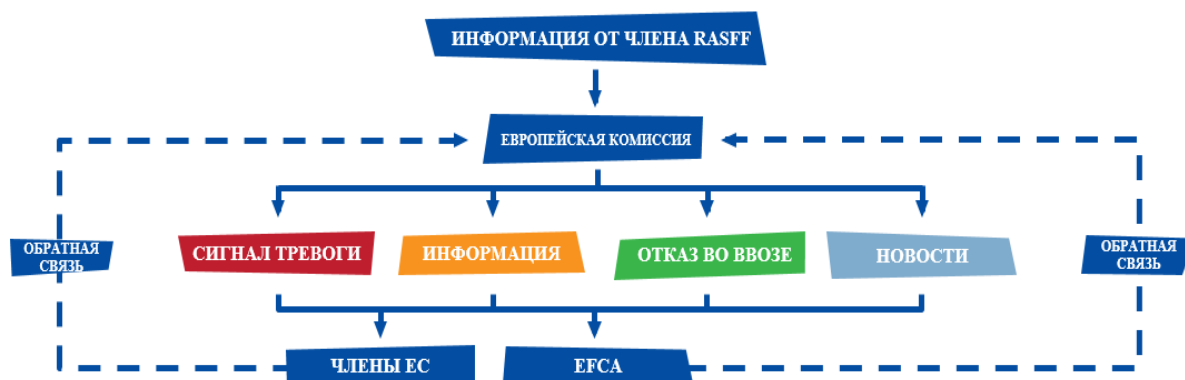 ИНФОРМАЦИЯ ОТ ЧЛЕНА RASFF
ЕВРОПЕЙСКАЯ КОМИССИЯ
СИГНАЛ ТРЕВОГИ
ИНФОРМАЦИЯ
ОТКАЗ ВО ВВОЗЕ
НОВОСТИ
ОБРАТНАЯ
СВЯЗЬ
ОБРАТНАЯ
СВЯЗЬ
ЧЛЕНЫ ЕС
EFCA